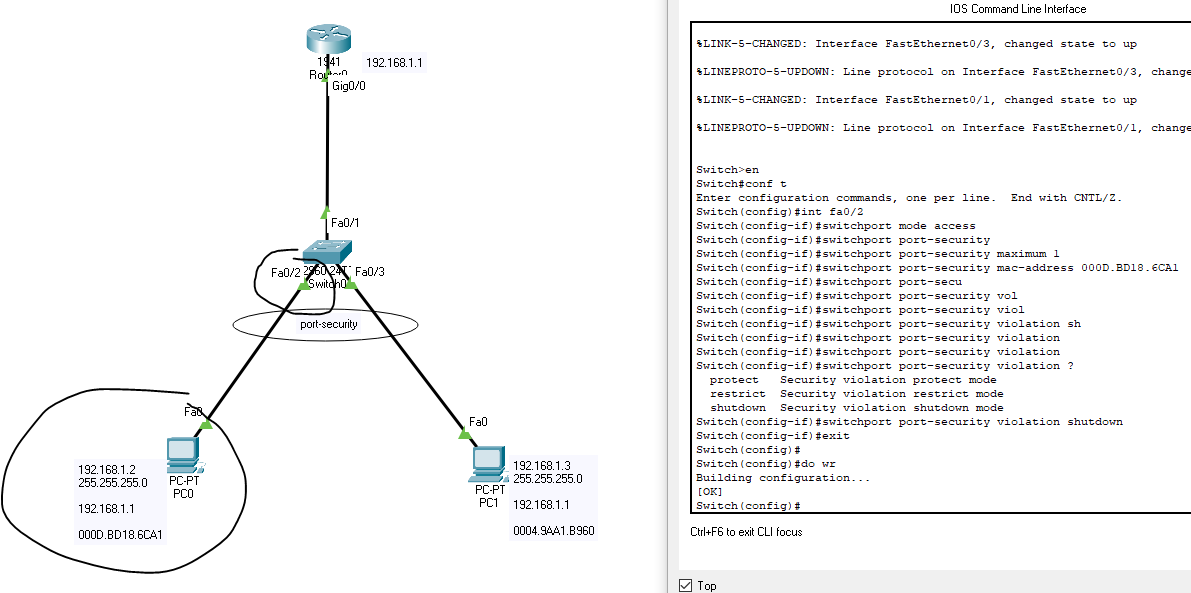 1941
Router0
192.168.1.1
Gig0/0
Fa0/1
Fa0/2
2960-24TT
Fa0/3
Switch0
port-security
Fa0
PC-PT
PC0
192.168.1.2
255.255.255.0
192.168.1.1
000D.BD18.6CA1
Fa0
PC-PT
PC1
192.168.1.3
255.255.255.0
192.168.1.1
0004.9AA1.B960
IOS Command Line Interface
%LINK-5-CHANGED: Interface FastEthernet0/3, changed state to up
%LINEPROTO-5-UPDOWN: Line protocol on Interface FastEthernet0/3, change
%LINK-5-CHANGED: Interface FastEthernet0/1, changed state to up
%LINEPROTO-5-UPDOWN: Line protocol on Interface FastEthernet0/1, change
Switch>en
Switch#conf t
Enter configuration commands, one per line.  End with CNTL/Z.
Switch(config)#int fa0/2
Switch(config-if)#switchport mode access
Switch(config-if)#switchport port-security
Switch(config-if)#switchport port-security maximum 1
Switch(config-if)#switchport port-security mac-address 000D.BD18.6CA1
Switch(config-if)#switchport port-secu
Switch(config-if)#switchport port-security vol
Switch(config-if)#switchport port-security viol
Switch(config-if)#switchport port-security violation sh
Switch(config-if)#switchport port-security violation
Switch(config-if)#switchport port-security violation
Switch(config-if)#switchport port-security violation ?
protect   Security violation protect mode
restrict  Security violation restrict mode
shutdown  Security violation shutdown mode
Switch(config-if)#switchport port-security violation shutdown
Switch(config-if)#exit
Switch(config)#
Switch(config)#do wr
Building configuration...
[OK]
Switch(config)#
Ctrl+F6 to exit CLI focus
Top